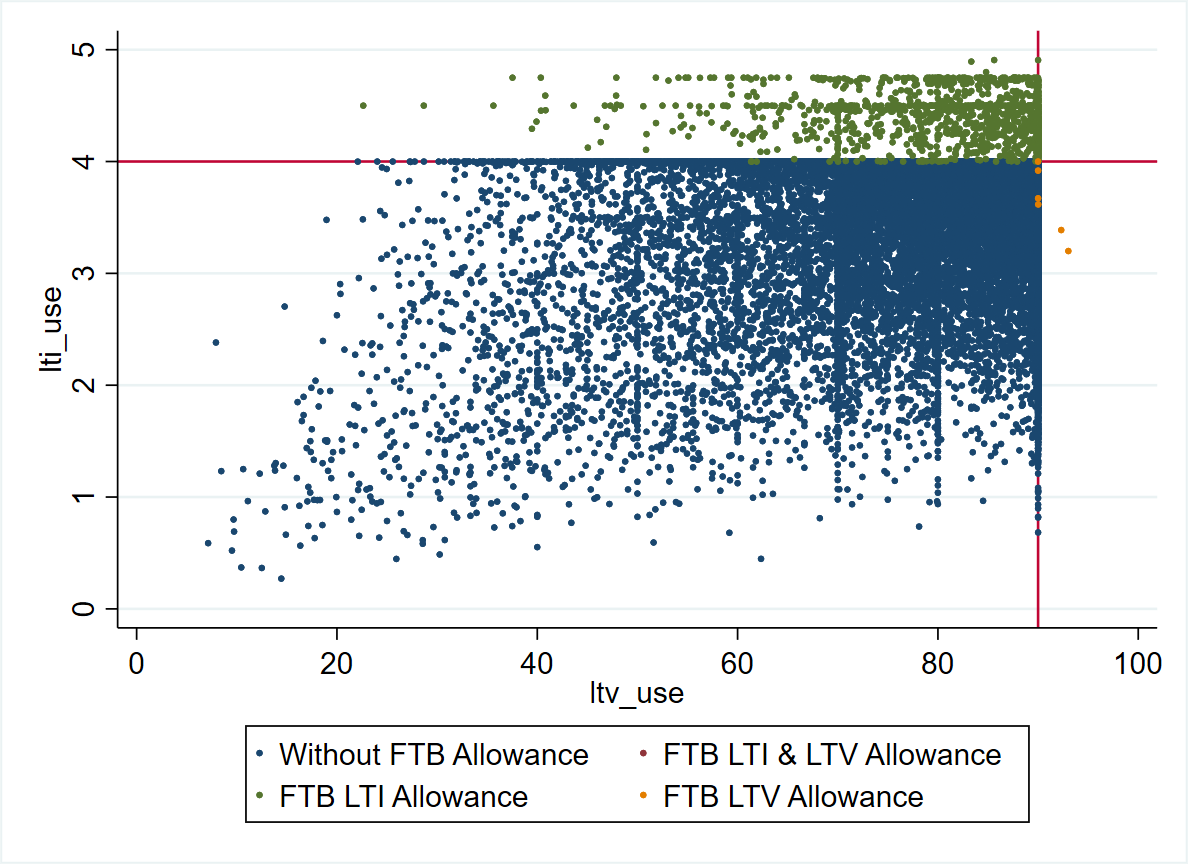 5
4
3
2
1
0
lti_use
0 20 40 60 80 100
ltv_use
Without FTB Allowance FTB LTI & LTV Allowance
FTB LTI Allowance FTB LTV Allowance